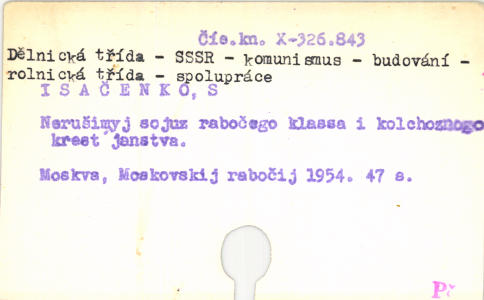 Čís.kn. X-326.843
Dělnická třída - SSSR - komunismus - budování -
rolnická třída - spolupráce
I S A Č E N K O, S
Nerušimyj sojuz rabočego klassa i kolchoznogo
krest'janstva.
Moskva, Moskovskij rabočij 1954. 47 s.
Př